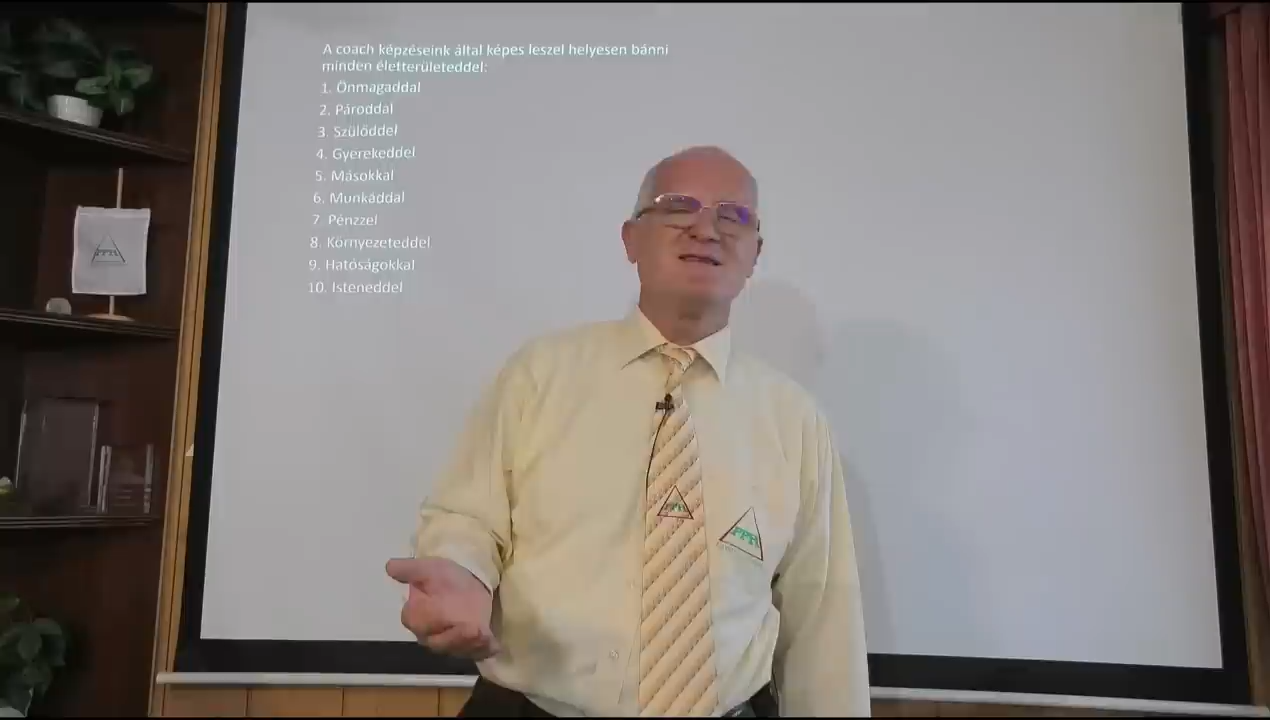 A coach képzéseink által képes leszel helyesen bánni
minden életterületeddel:
1. Önmagaddal
2. Pároddal
3. Szülőddel
4. Gyerekeddel
5. Másokkal
6. Munkáddal
7. Pénzzel
8. Környezeteddel
9. Hatóságokkal
10. Isteneddel